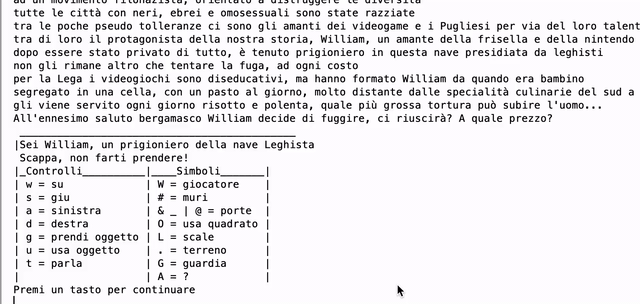 ad un movimento filonazista, orientato a distruggere le diversità
tutte le città con neri, ebrei e omosessuali sono state razziate
tra le poche pseudo tolleranze ci sono gli amanti dei videogame e i Pugliesi per via del loro talent
tra di loro il protagonista della nostra storia, William, un amante della frisella e della nintendo
dopo essere stato privato di tutto, è tenuto prigioniero in questa nave presidiata da leghisti
non gli rimane altro che tentare la fuga, ad ogni costo
per la Lega i videogiochi sono diseducativi, ma hanno formato William da quando era bambino
segregato in una cella, con un pasto al giorno, molto distante dalle specialità culinarie del sud a
gli viene servito ogni giorno risotto e polenta, quale più grossa tortura può subire l'uomo...
All'ennesimo saluto bergamasco William decide di fuggire, ci riuscirà? A quale prezzo?
____________________________________________
|Sei William, un prigioniero della nave Leghista
Scappa, non farti prendere!
|_Controlli__________|____Simboli_______|
| w = su | W = giocatore |
| s = giu | # = muri |
| a = sinistra | & _ | @ = porte |
| d = destra | O = usa quadrato |
| g = prendi oggetto | L = scale |
| u = usa oggetto | . = terreno |
| t = parla | G = guardia |
| | A = ? |
Premi un tasto per continuare